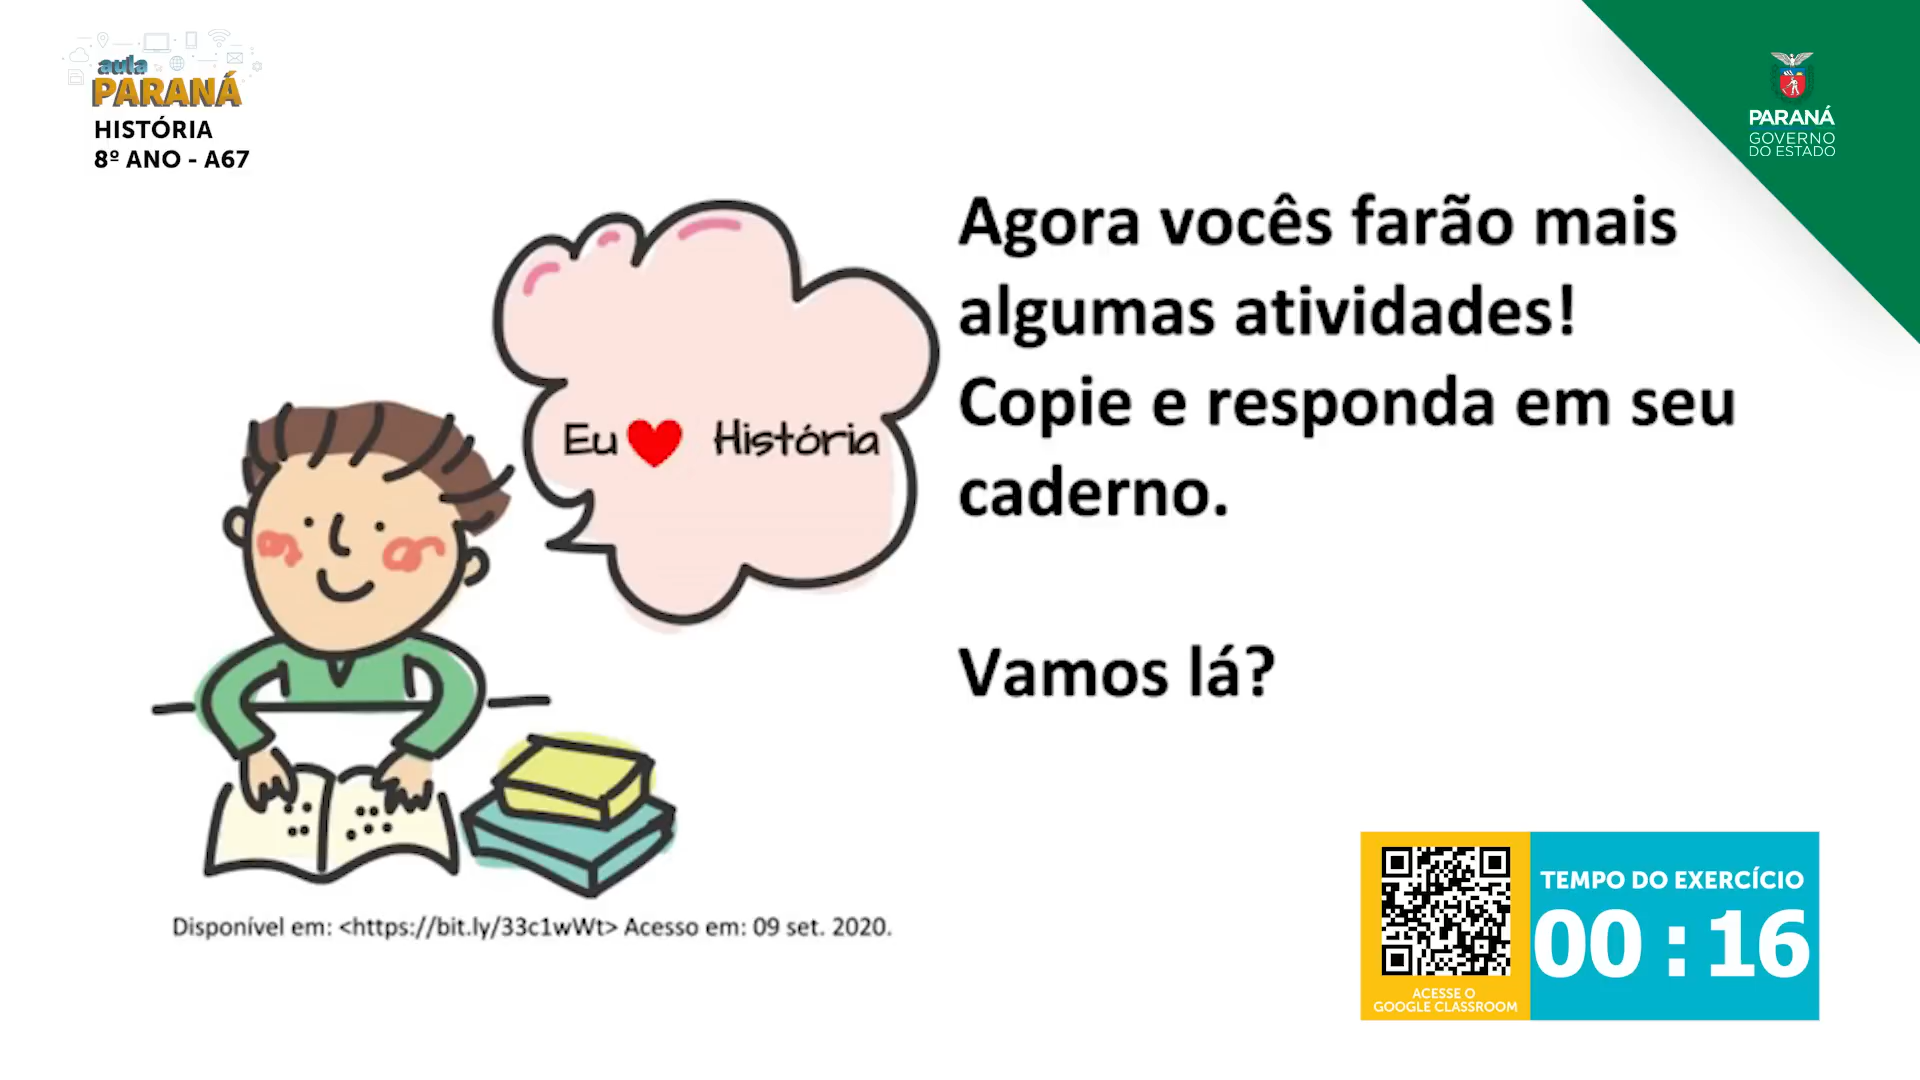 aula
PARANÁ
HISTÓRIA
8º ANO - A67
PARANÁ
GOVERNO
DO ESTADO
Agora vocês farão mais
algumas atividades!
Copie e responda em seu
caderno.
Vamos lá?
Eu História
Disponível em: <https://bit.ly/33c1wWt> Acesso em: 09 set. 2020.
ACESSE O
GOOGLE CLASSROOM
TEMPO DO EXERCÍCIO
00 : 16